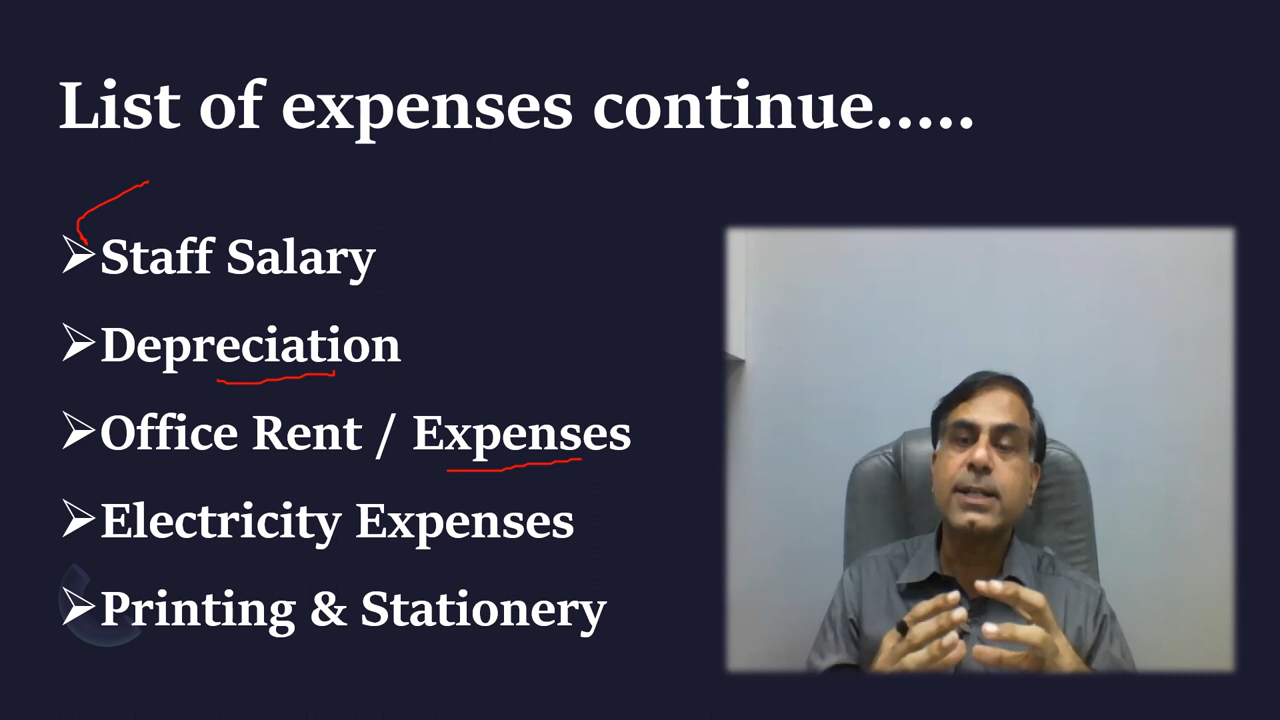 List of expenses continue.....
➢Staff Salary
➢Depreciation
➢Office Rent / Expenses
➢Electricity Expenses
➢Printing & Stationery